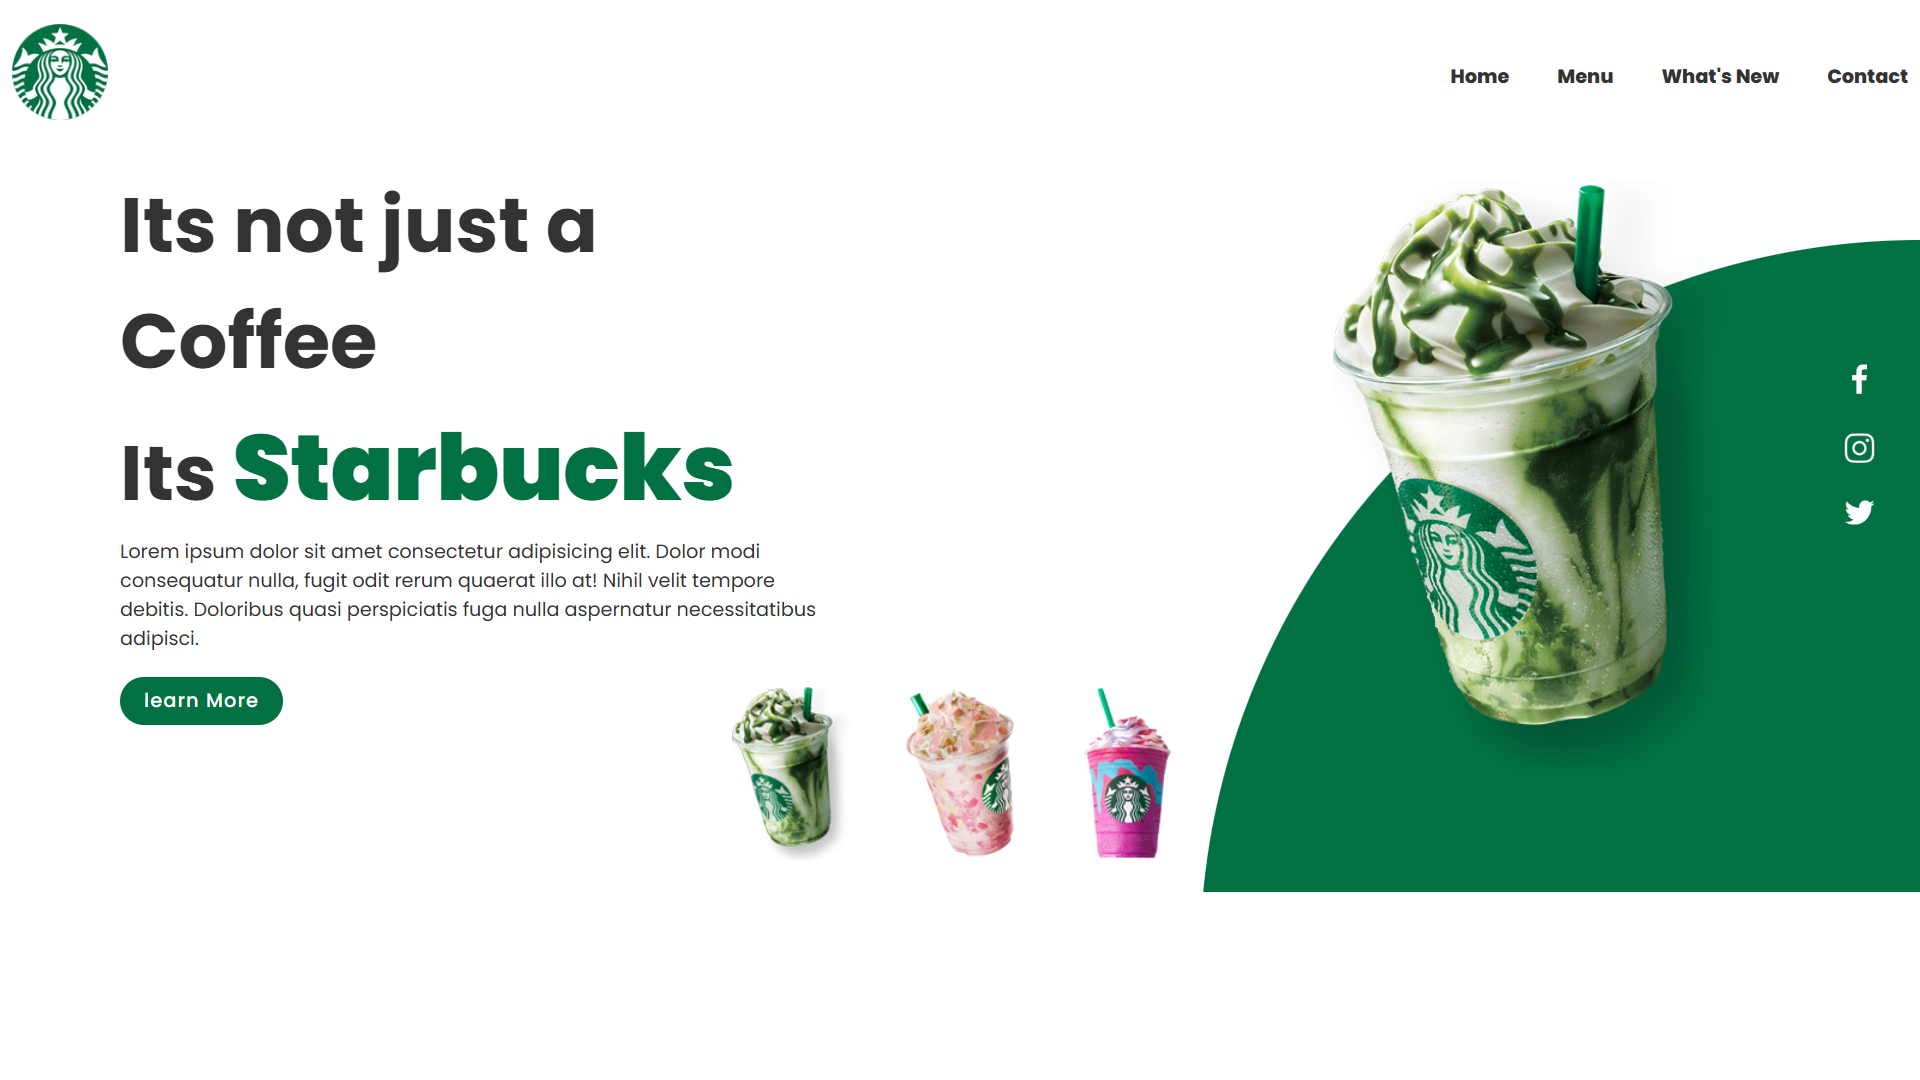 Home Menu What's New Contact
Its not just a
Coffee
Its Starbucks
Lorem ipsum dolor sit amet consectetur adipisicing elit. Dolor modi
consequatur nulla, fugit odit rerum quaerat illo at! Nihil velit tempore
debitis. Doloribus quasi perspiciatis fuga nulla aspernatur necessitatibus
adipisci.
learn More
TM